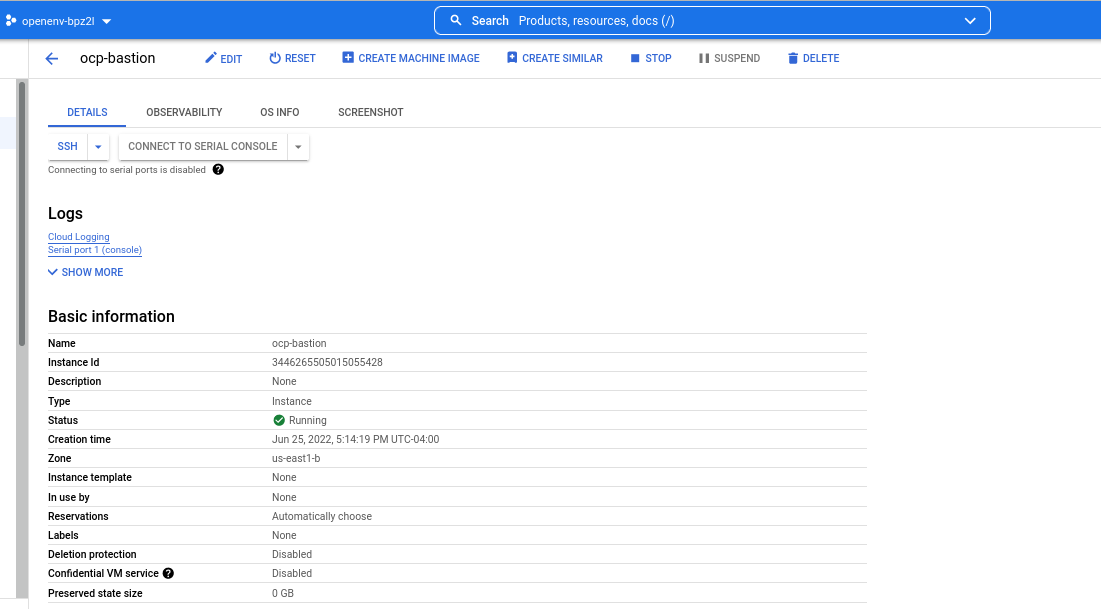 openenv-bpz2l
Search Products, resources, docs (/)
ocp-bastion EDIT RESET CREATE MACHINE IMAGE CREATE SIMILAR STOP SUSPEND DELETE
DETAILS OBSERVABILITY OS INFO SCREENSHOT
SSH CONNECT TO SERIAL CONSOLE
Connecting to serial ports is disabled ?
Logs
Cloud Logging
Serial port 1 (console)
SHOW MORE
Basic information
Name ocp-bastion
Instance Id 3446265505015055428
Description None
Type Instance
Status Running
Creation time Jun 25, 2022, 5:14:19 PM UTC-04:00
Zone us-east1-b
Instance template None
In use by None
Reservations Automatically choose
Labels None
Deletion protection Disabled
Confidential VM service ? Disabled
Preserved state size 0 GB